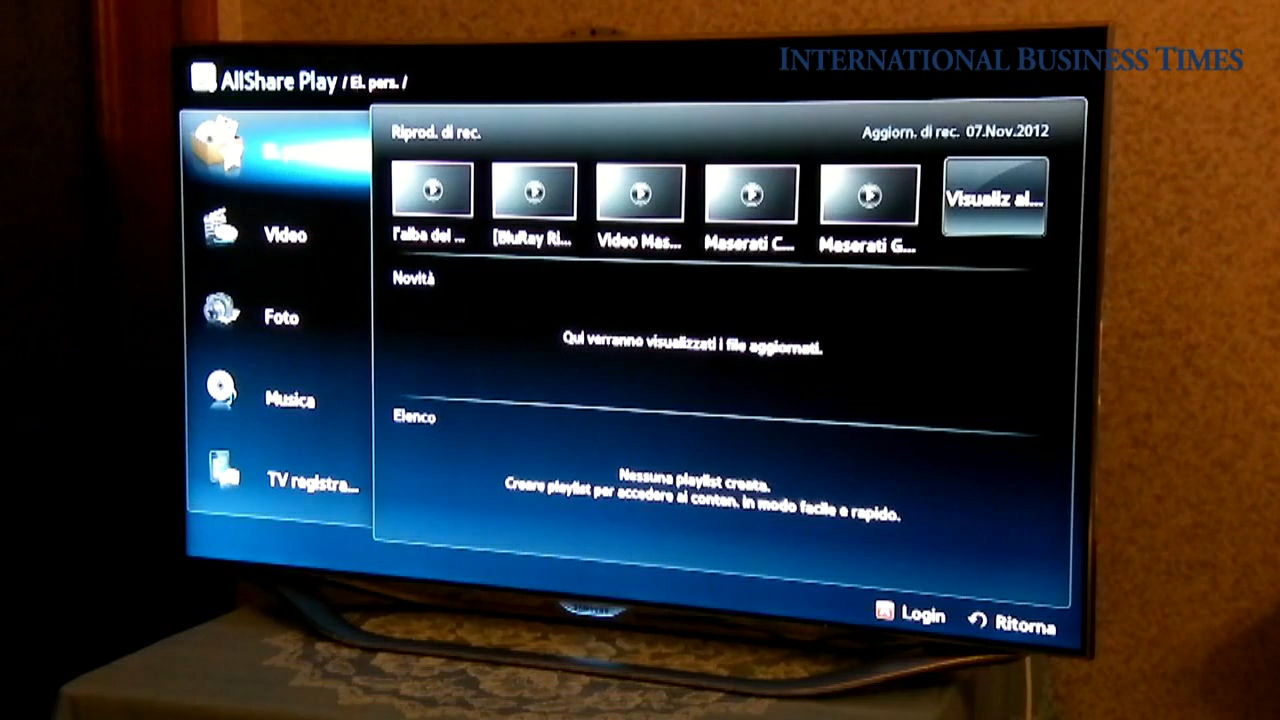 INTERNATIONAL BUSINESS TIMES
AllShare Play / El. pers. /
Riprod. di rec.
Aggiorn. di rec. 07.Nov.2012
l'alba del ...
[BluRay Ri...
Video Mas...
Maserati C...
Maserati G...
Visualiz al...
Video
Foto
Musica
TV registra...
Novità
Qui verranno visualizzati i file aggiornati.
Elenco
Nessuna playlist creata.
Creare playlist per accedere ai conten. in modo facile e rapido.
SAMSUNG
Login
Ritorna